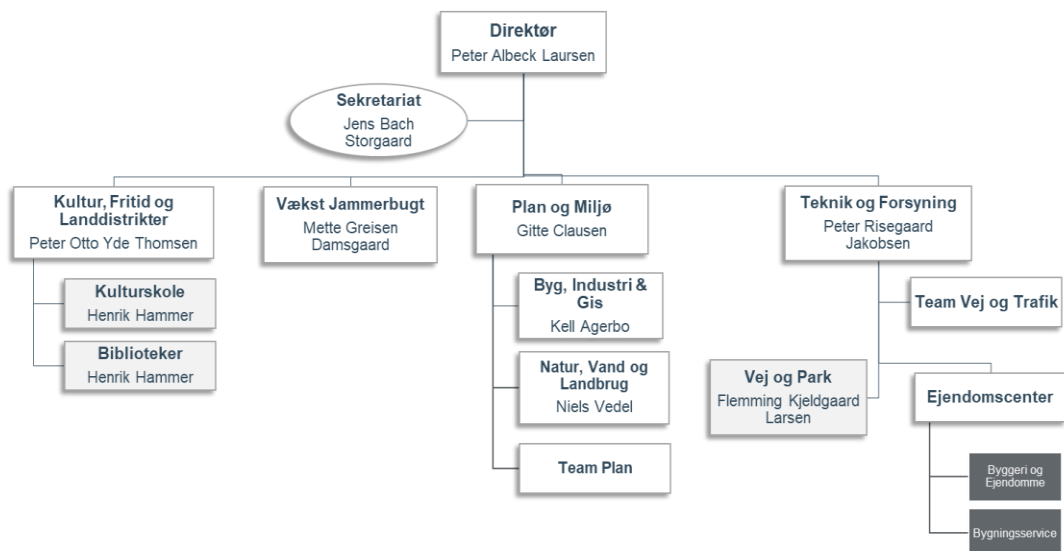 Direktør
Peter Albeck Laursen
Sekretariat
Jens Bach
Storgaard
Kultur, Fritid og
Landdistrikter
Peter Otto Yde Thomsen
Kulturskole
Henrik Hammer
Biblioteker
Henrik Hammer
Vækst Jammerbugt
Mette Greisen
Damsgaard
Plan og Miljø
Gitte Clausen
Byg, Industri &
Gis
Kell Agerbo
Natur, Vand og
Landbrug
Niels Vedel
Team Plan
Teknik og Forsyning
Peter Risegaard
Jakobsen
Team Vej og Trafik
Vej og Park
Flemming Kjeldgaard
Larsen
Ejendomscenter
Byggeri og
Ejendomme
Bygningsservice